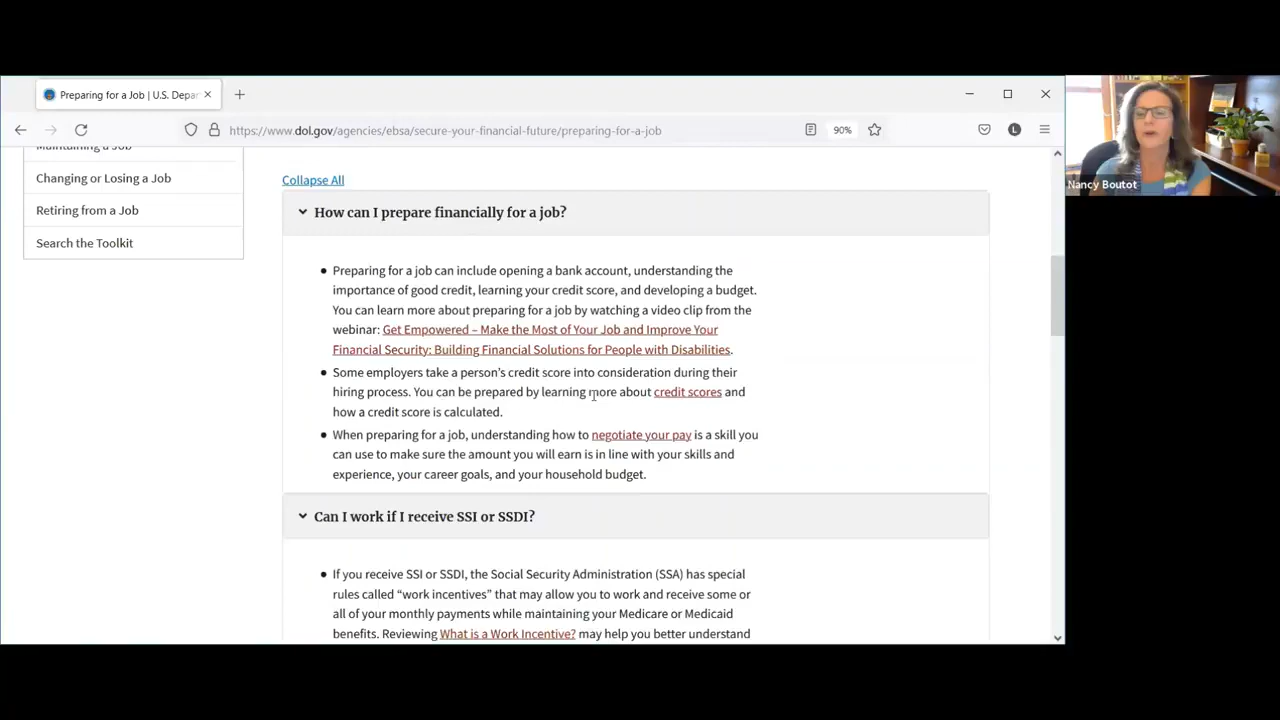 Preparing for a Job | U.S. Depar
https://www.dol.gov/agencies/ebsa/secure-your-financial-future/preparing-for-a-job
90%
L
Nancy Boutot
Maintaining a Job
Changing or Losing a Job
Retiring from a Job
Search the Toolkit
Collapse All
How can I prepare financially for a job?
Preparing for a job can include opening a bank account, understanding the
importance of good credit, learning your credit score, and developing a budget.
You can learn more about preparing for a job by watching a video clip from the
webinar: Get Empowered – Make the Most of Your Job and Improve Your
Financial Security: Building Financial Solutions for People with Disabilities.
Some employers take a person's credit score into consideration during their
hiring process. You can be prepared by learning more about credit scores and
how a credit score is calculated.
When preparing for a job, understanding how to negotiate your pay is a skill you
can use to make sure the amount you will earn is in line with your skills and
experience, your career goals, and your household budget.
Can I work if I receive SSI or SSDI?
If you receive SSI or SSDI, the Social Security Administration (SSA) has special
rules called “work incentives” that may allow you to work and receive some or
all of your monthly payments while maintaining your Medicare or Medicaid
benefits. Reviewing What is a Work Incentive? may help you better understand